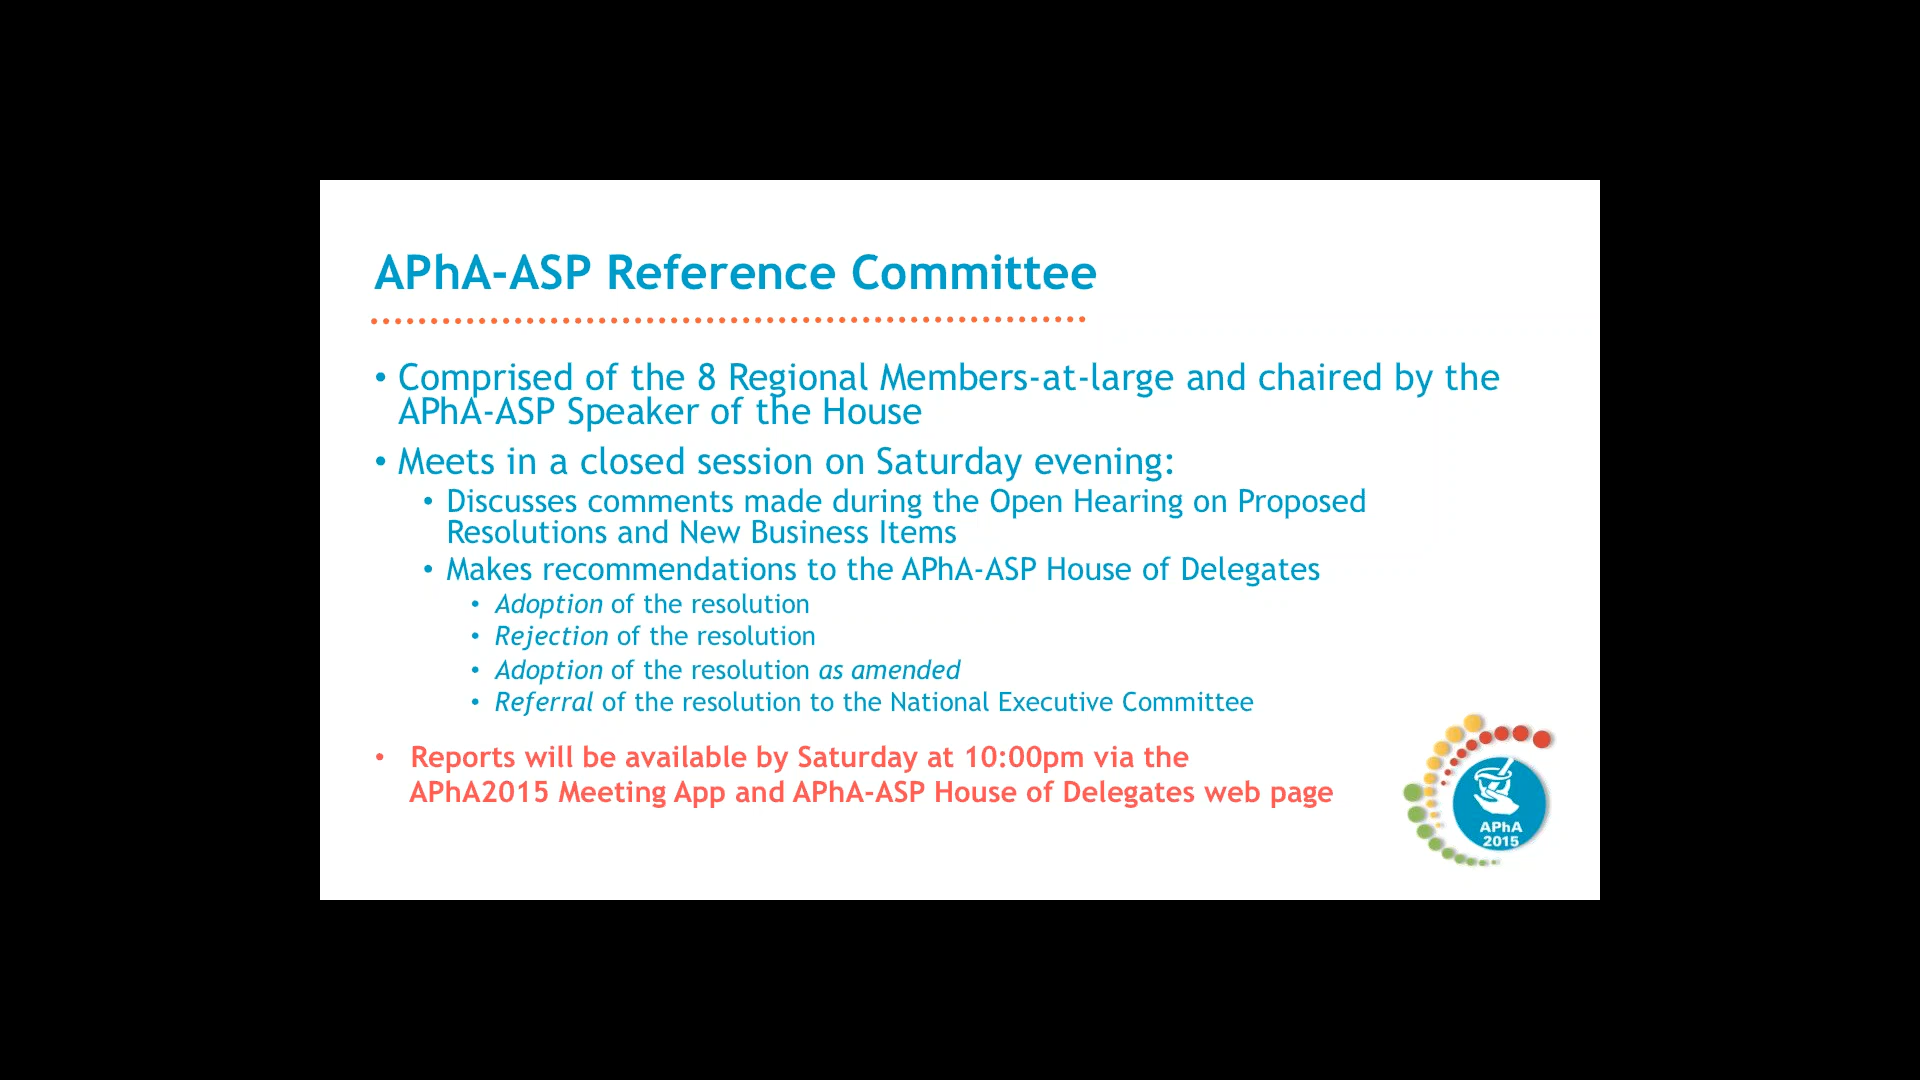 APhA-ASP Reference Committee
• Comprised of the 8 Regional Members-at-large and chaired by the
APhA-ASP Speaker of the House
• Meets in a closed session on Saturday evening:
• Discusses comments made during the Open Hearing on Proposed
Resolutions and New Business Items
• Makes recommendations to the APhA-ASP House of Delegates
• Adoption of the resolution
• Rejection of the resolution
• Adoption of the resolution as amended
• Referral of the resolution to the National Executive Committee
• Reports will be available by Saturday at 10:00pm via the
APhA2015 Meeting App and APhA-ASP House of Delegates web page
APhA
2015